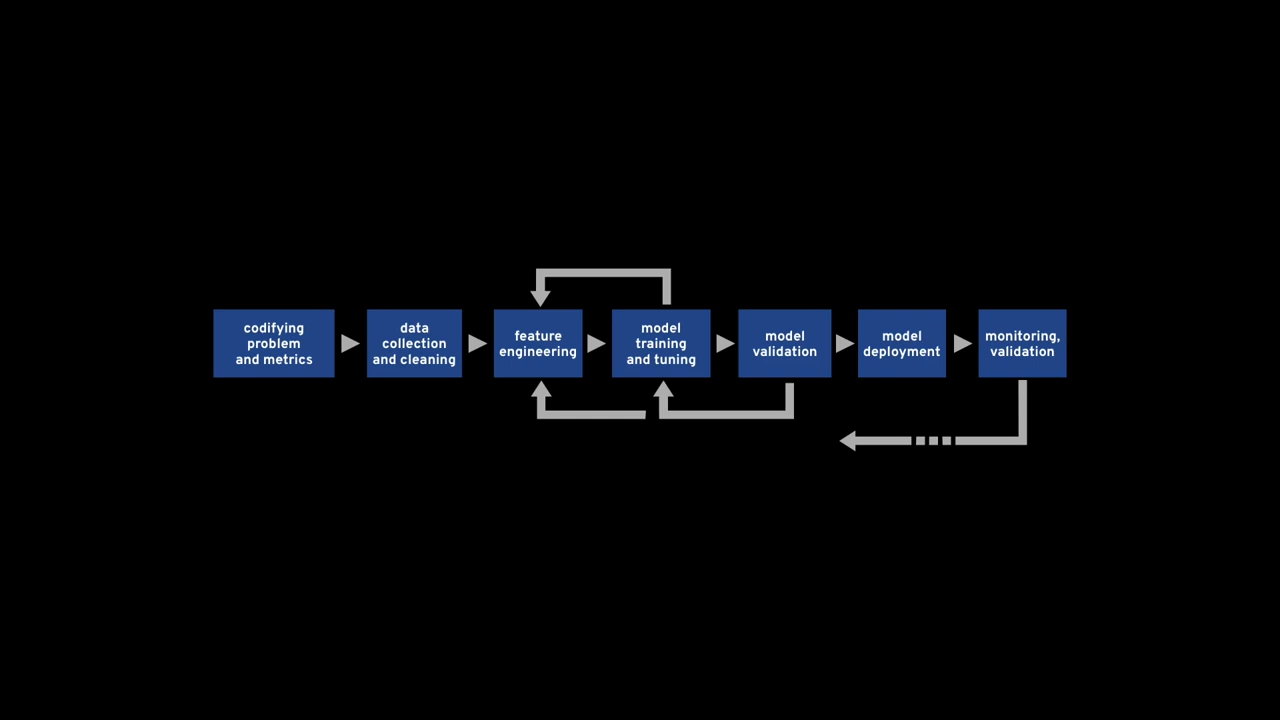 codifying
problem
and metrics
data
collection
and cleaning
feature
engineering
model
training
and tuning
model
validation
model
deployment
monitoring,
validation